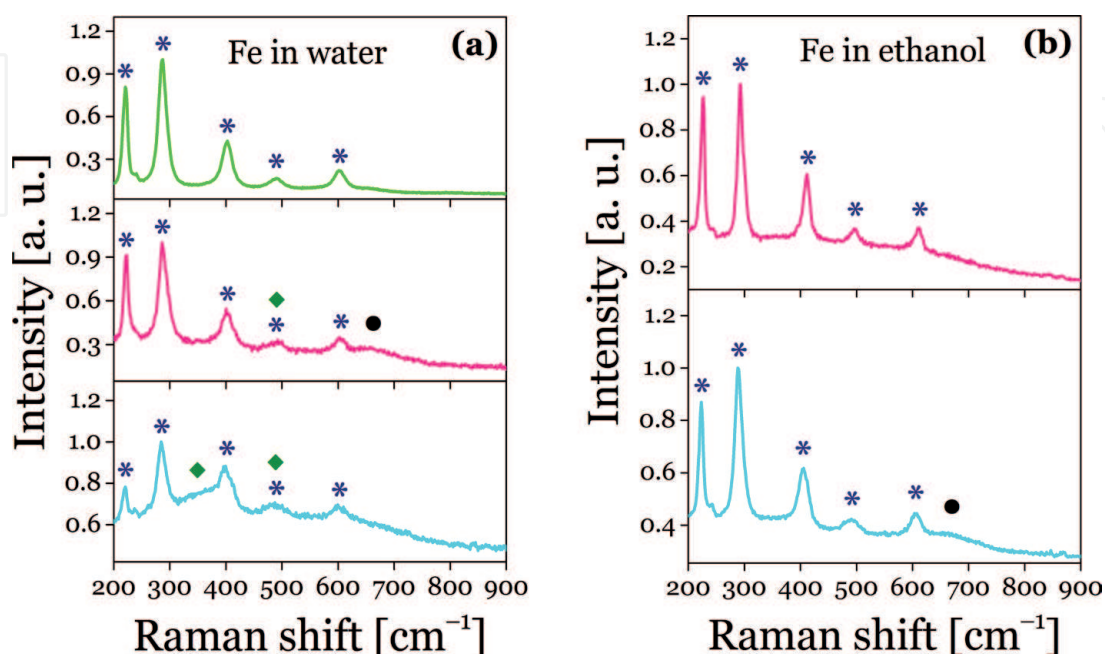 (a)
Fe in water
1.2
0.9
0.6
0.3
1.2
0.9
0.6
0.3
1.2
1.0
0.8
0.6
200 300 400 500 600 700 800 900
Intensity [a. u.]
Raman shift [cm⁻¹]
(b)
Fe in ethanol
1.2
1.0
0.8
0.6
0.4
0.2
1.2
1.0
0.8
0.6
0.4
200 300 400 500 600 700 800 900
Intensity [a. u.]
Raman shift [cm⁻¹]